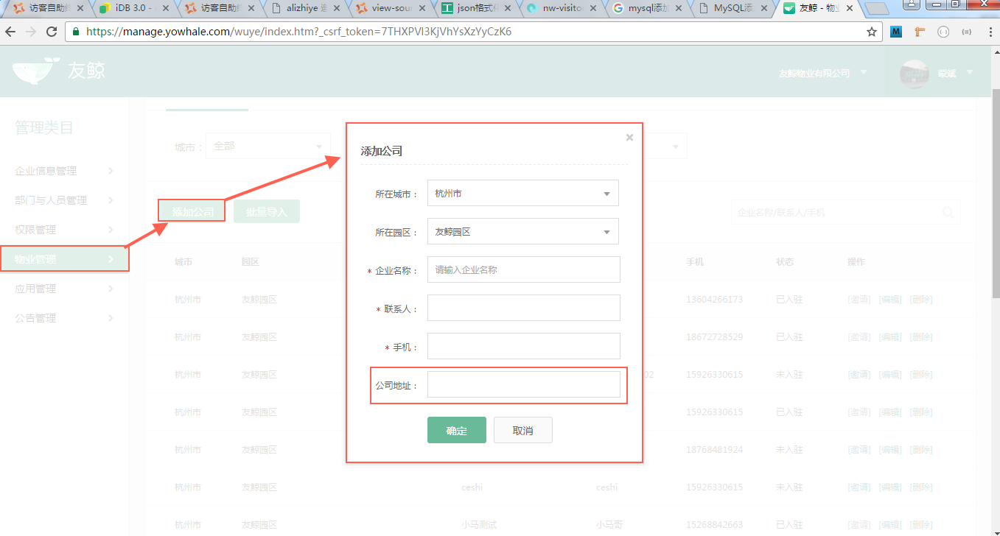 访客自助终
iDB 3.0 -
访客自助终
alizhiye 造
view-sour
json格式化
nw-visito
mysql添加
MySQL添
友鲸 - 物业
https://manage.yowhale.com/wuye/index.htm?_csrf_token=7THXPVI3KjVhYsXzYyCzK6
友鲸
友鲸物业有限公司
蒙斌
管理类目
企业信息管理
部门与人员管理
权限管理
物业管理
应用管理
公告管理
城市： 全部
添加公司 批量导入
企业名称/联系人/手机
添加公司
×
所在城市： 杭州市
所在园区： 友鲸园区
* 企业名称： 请输入企业名称
* 联系人：
* 手机：
公司地址：
确定 取消
城市 园区 手机 状态 操作
杭州市 友鲸园区 13604266173 已入驻 [邀请] [编辑] [删除]
杭州市 友鲸园区 18672728529 已入驻 [邀请] [编辑] [删除]
杭州市 友鲸园区 02 15926330615 未入驻 [邀请] [编辑] [删除]
杭州市 友鲸园区 15926330615 已入驻 [邀请] [编辑] [删除]
杭州市 友鲸园区 18768481924 未入驻 [邀请] [编辑] [删除]
杭州市 友鲸园区 ceshi ceshi 15926330615 已入驻 [邀请] [编辑] [删除]
杭州市 友鲸园区 小马测试 小马哥 15268842663 已入驻 [邀请] [编辑] [删除]